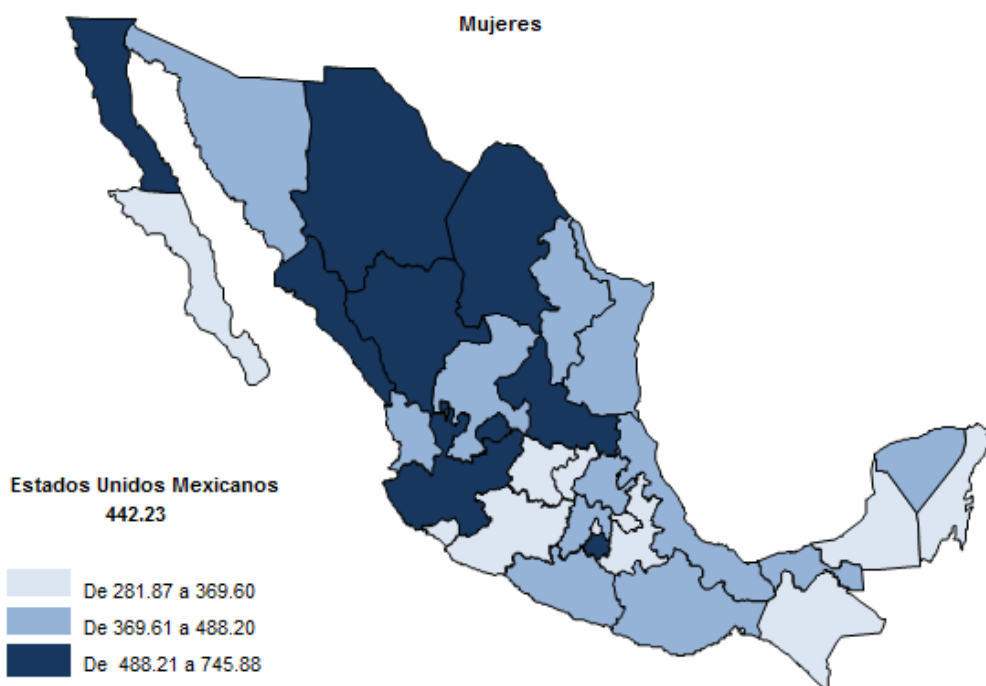 Mujeres
Estados Unidos Mexicanos
442.23
De 281.87 a 369.60
De 369.61 a 488.20
De 488.21 a 745.88